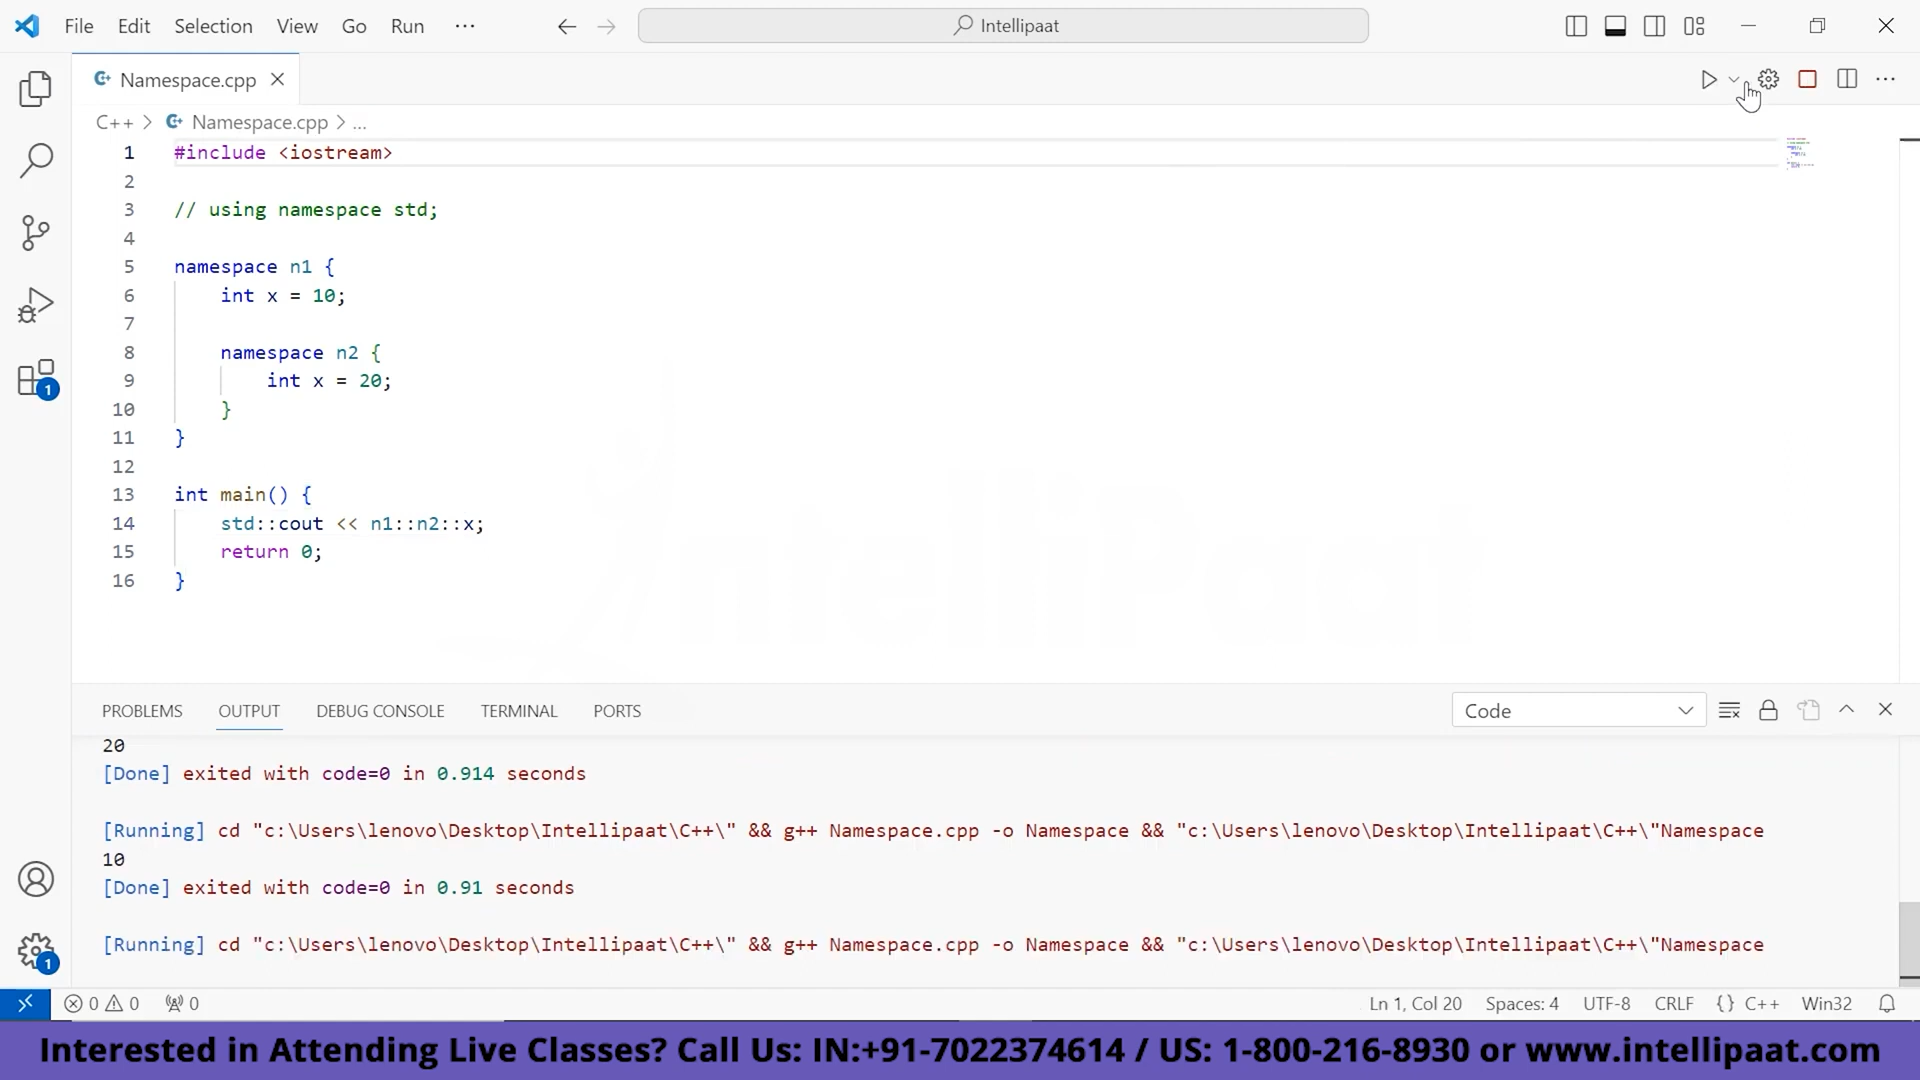 File Edit Selection View Go Run ··· Intellipaat
Namespace.cpp
C++ > Namespace.cpp > ...
1 #include <iostream>
2
3 // using namespace std;
4
5 namespace n1 {
6 int x = 10;
7
8 namespace n2 {
9 int x = 20;
10 }
11 }
12
13 int main() {
14 std::cout << n1::n2::x;
15 return 0;
16 }
IntelliPaat
1
PROBLEMS OUTPUT DEBUG CONSOLE TERMINAL PORTS Code
20
[Done] exited with code=0 in 0.914 seconds
[Running] cd "c:\Users\lenovo\Desktop\Intellipaat\C++\" && g++ Namespace.cpp -o Namespace && "c:\Users\lenovo\Desktop\Intellipaat\C++\"Namespace
10
[Done] exited with code=0 in 0.91 seconds
[Running] cd "c:\Users\lenovo\Desktop\Intellipaat\C++\" && g++ Namespace.cpp -o Namespace && "c:\Users\lenovo\Desktop\Intellipaat\C++\"Namespace
1
0 0 0 Ln 1, Col 20 Spaces: 4 UTF-8 CRLF {} C++ Win32
Interested in Attending Live Classes? Call Us: IN:+91-7022374614 / US: 1-800-216-8930 or www.intellipaat.com